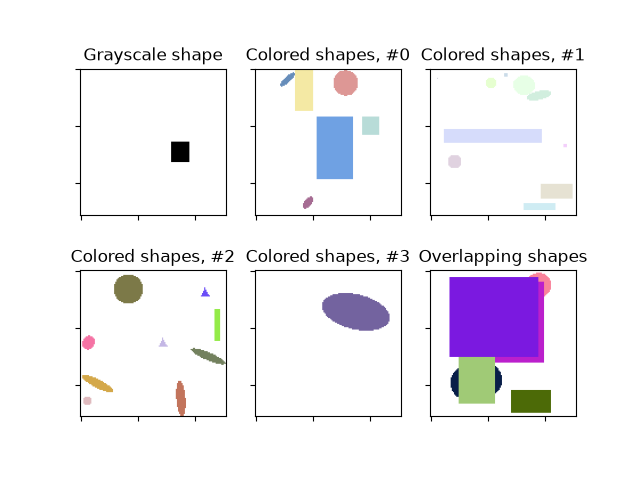 Grayscale shape
Colored shapes, #0
Colored shapes, #1
Colored shapes, #2
Colored shapes, #3
Overlapping shapes